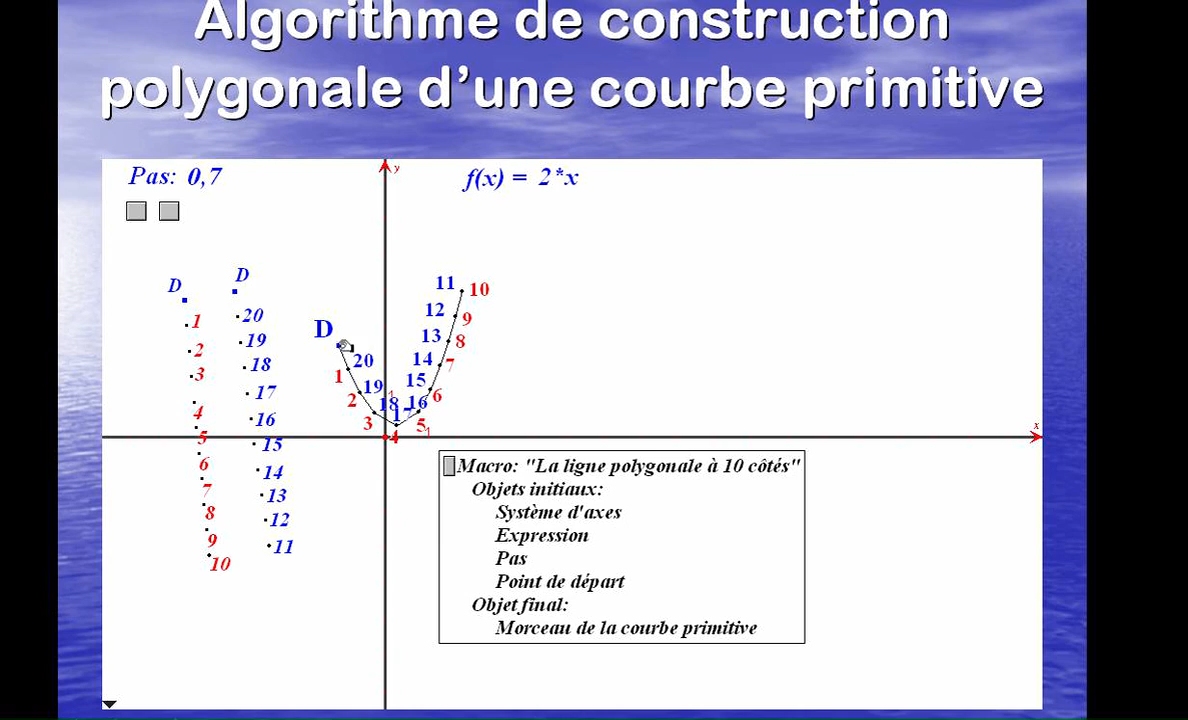 Algorithme de construction
polygonale d’une courbe primitive
Pas: 0,7
f(x) = 2*x
y
x
D
1
2
3
4
5
6
7
8
9
10
D
20
19
18
17
16
15
14
13
12
11
D
20
1
19
2
18
3
17
4
16
5
15
6
14
7
13
8
12
9
11
10
1
1
Macro: "La ligne polygonale à 10 côtés"
Objets initiaux:
Système d'axes
Expression
Pas
Point de départ
Objet final:
Morceau de la courbe primitive